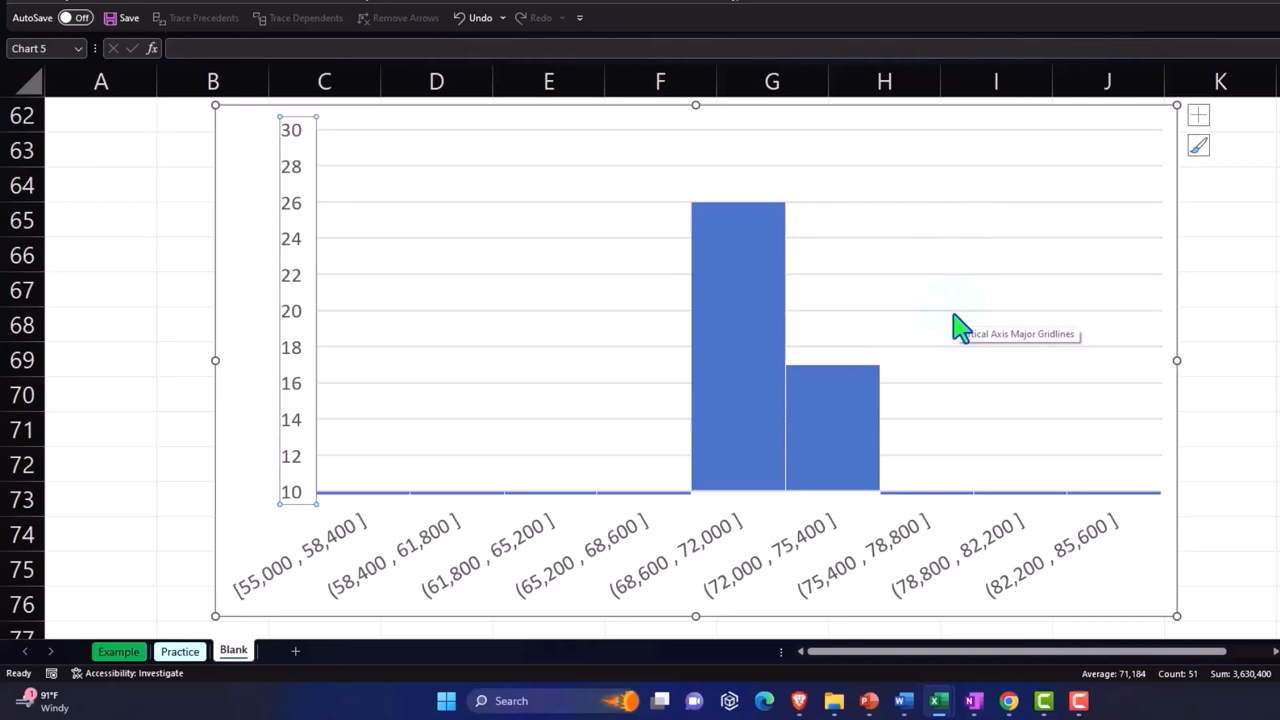 AutoSave Off Save Trace Precedents Trace Dependents Remove Arrows Undo Redo
Chart 5 fx
A B C D E F G H I J K
62
63
64
65
66
67
68
69
70
71
72
73
74
75
76
77
30
28
26
24
22
20
18
16
14
12
10
tical Axis Major Gridlines
[55,000 , 58,400 ]
(58,400 , 61,800 ]
(61,800 , 65,200 ]
(65,200 , 68,600 ]
(68,600 , 72,000 ]
(72,000 , 75,400 ]
(75,400 , 78,800 ]
(78,800 , 82,200 ]
(82,200 , 85,600 ]
Example Practice Blank
Ready Accessibility: Investigate Average: 71,184 Count: 51 Sum: 3,630,400
1 91°F
Windy
Search